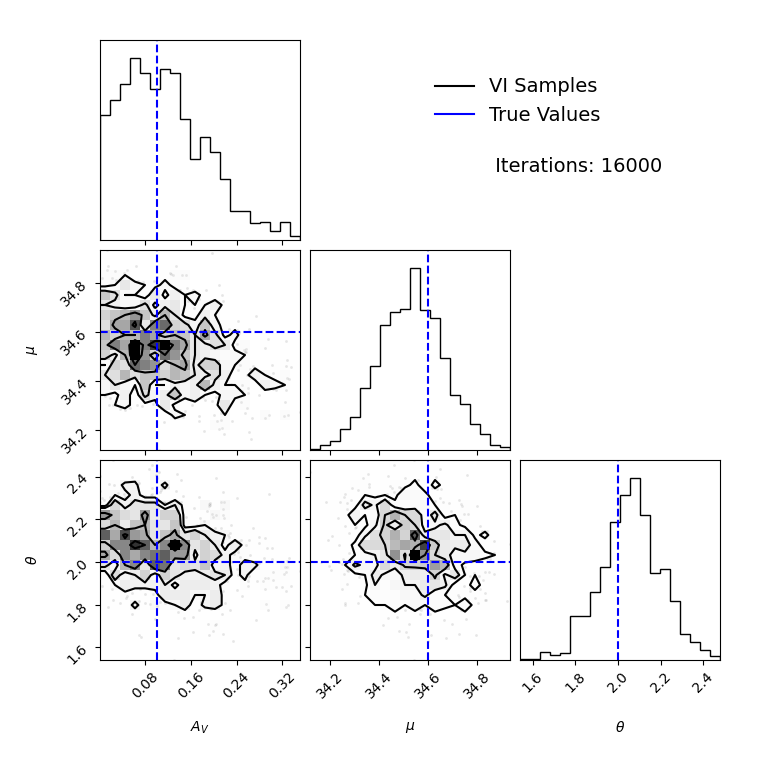 VI Samples
True Values
Iterations: 16000
34.8
34.6
34.4
34.2
μ
2.4
2.2
2.0
1.8
1.6
θ
0.08 0.16 0.24 0.32
34.2 34.4 34.6 34.8
1.6 1.8 2.0 2.2 2.4
A_V μ θ